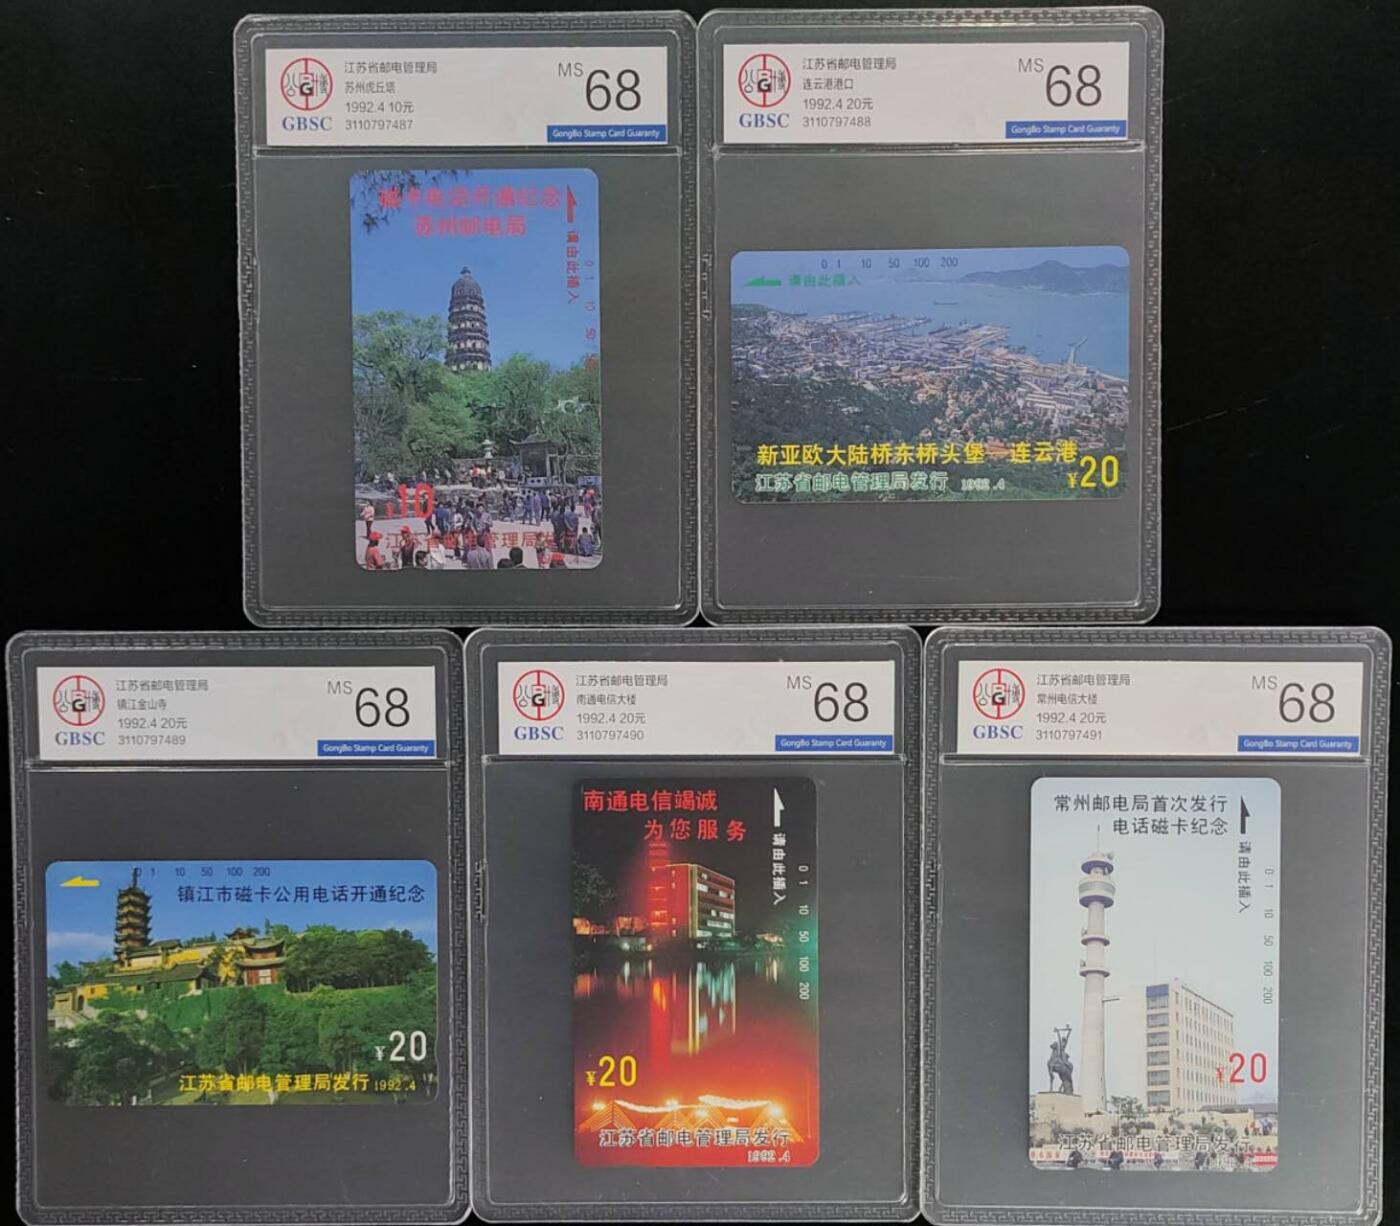 江苏省邮电管理局
苏州虎丘塔
1992.4 10元
3110797487
GBSC
MS 68
GongBo Stamp Card Guaranty
磁卡电话开通纪念
苏州邮电局
请由此插入
0 1 10 50
10
江苏省邮电管理局发行
江苏省邮电管理局
连云港港口
1992.4 20元
3110797488
GBSC
MS 68
GongBo Stamp Card Guaranty
0 1 10 50 100 200
请由此插入
新亚欧大陆桥东桥头堡 连云港
江苏省邮电管理局发行 1992.4
¥20
江苏省邮电管理局
镇江金山寺
1992.4 20元
3110797489
GBSC
MS 68
GongBo Stamp Card Guaranty
0 1 10 50 100 200
镇江市磁卡公用电话开通纪念
¥20
江苏省邮电管理局发行 1992.4
江苏省邮电管理局
南通电信大楼
1992.4 20元
3110797490
GBSC
MS 68
GongBo Stamp Card Guaranty
南通电信竭诚
为您服务
请由此插入
0 1 10 50 100 200
¥20
江苏省邮电管理局发行
1992.4
江苏省邮电管理局
常州电信大楼
1992.4 20元
3110797491
GBSC
MS 68
GongBo Stamp Card Guaranty
常州邮电局首次发行
电话磁卡纪念
请由此插入
0 1 10 50 100 200
¥20
江苏省邮电管理局发行